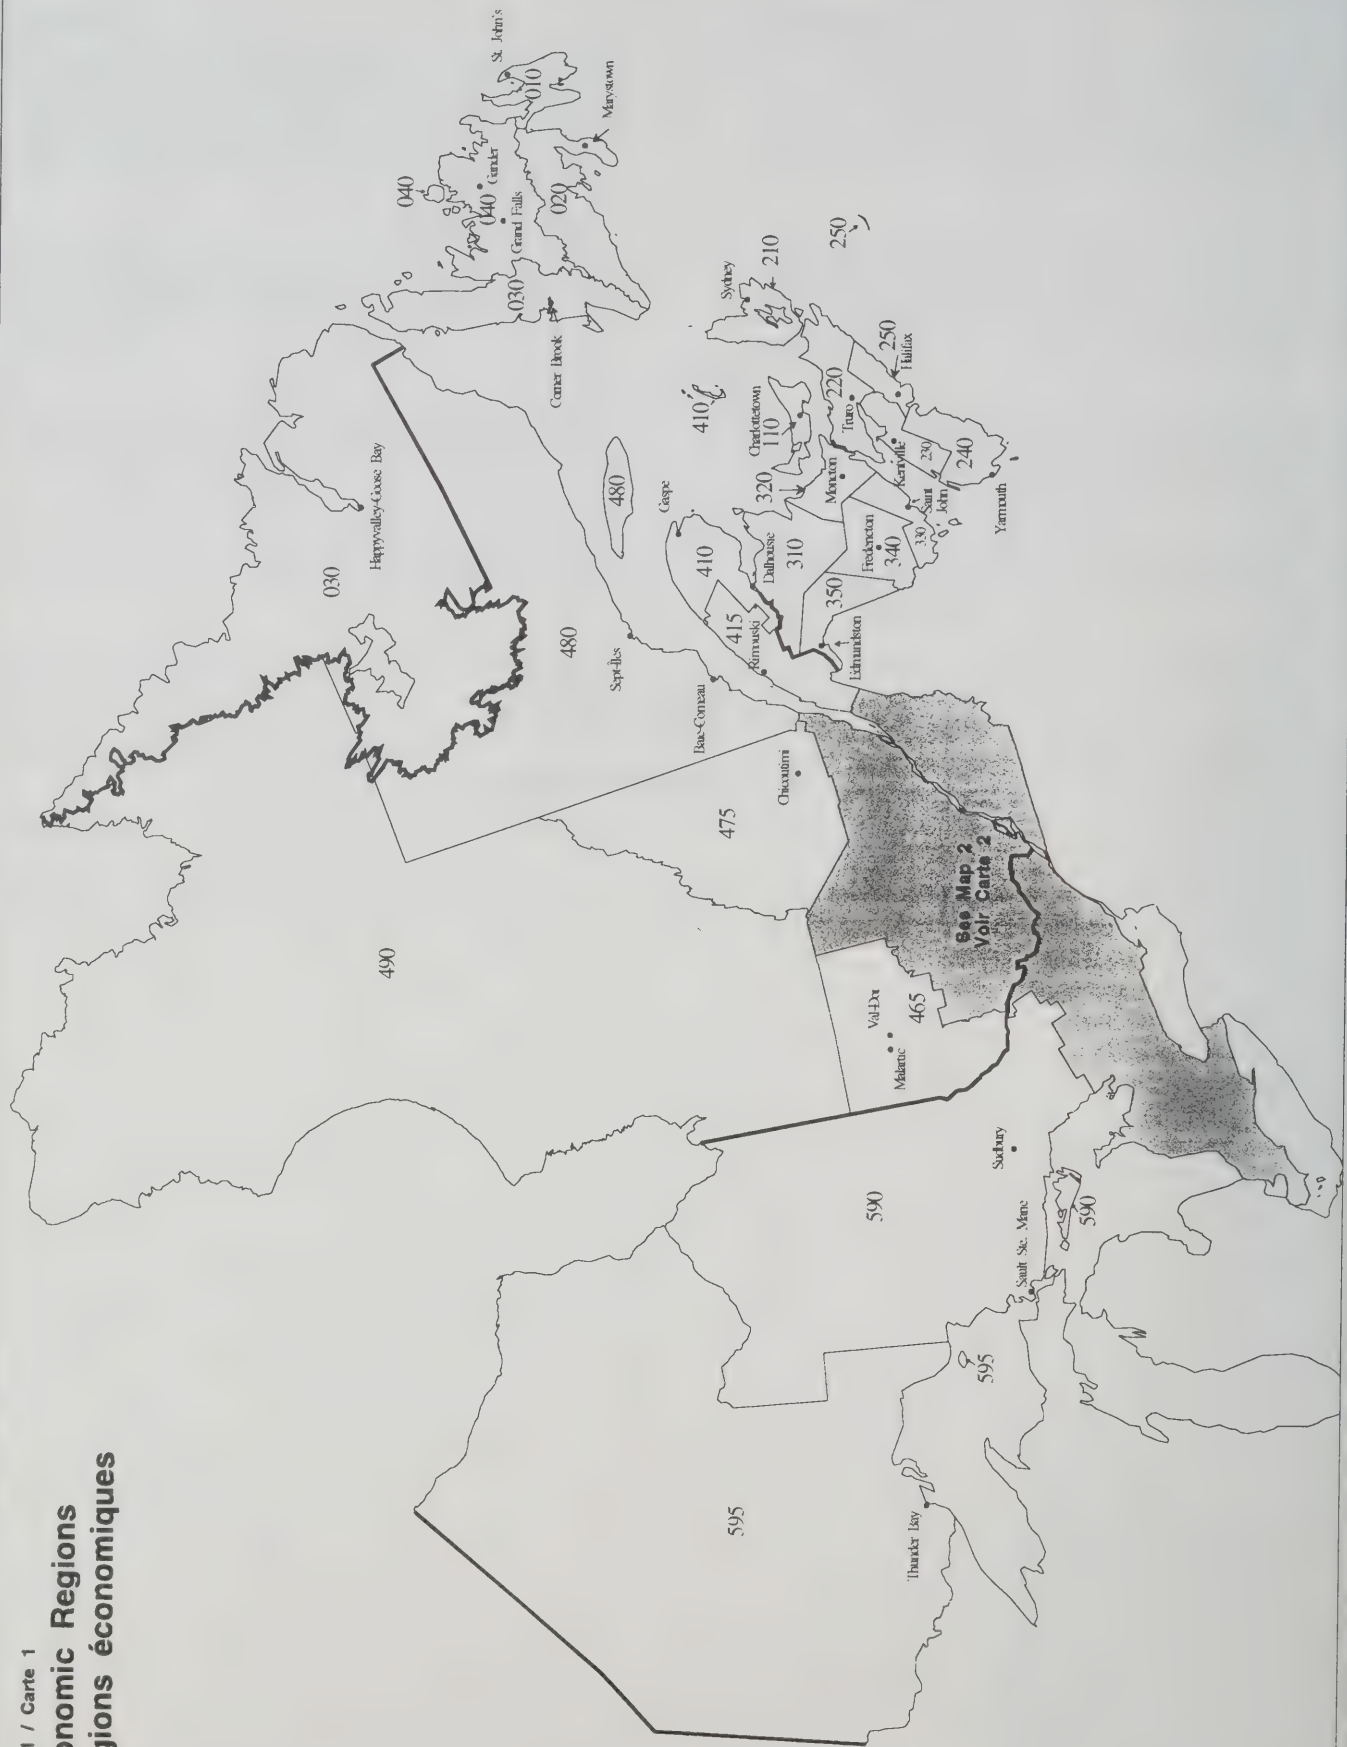 / Carte 1
onomic Regions
gions économiques
St. John's
010
Marystown
040
Gander
040
Grand Falls
020
030
Corner Brook
250
210
Sydney
250
Halifax
220
Truro
410
Charlottetown
110
320
Moncton
Kentville
230
240
Saint
John
Yarmouth
480
Gaspe
410
Dalhousie
310
Fredericton
340
330
350
415
Rimouski
Edmundston
Happyvalley-Goose Bay
030
480
Sept-Îles
Baie-Comeau
Chicoutimi
475
See Map 2
Voir Carte 2
490
Val-Dor
Malartic
465
Sudbury
590
590
Sault Ste. Marie
595
595
Thunder Bay